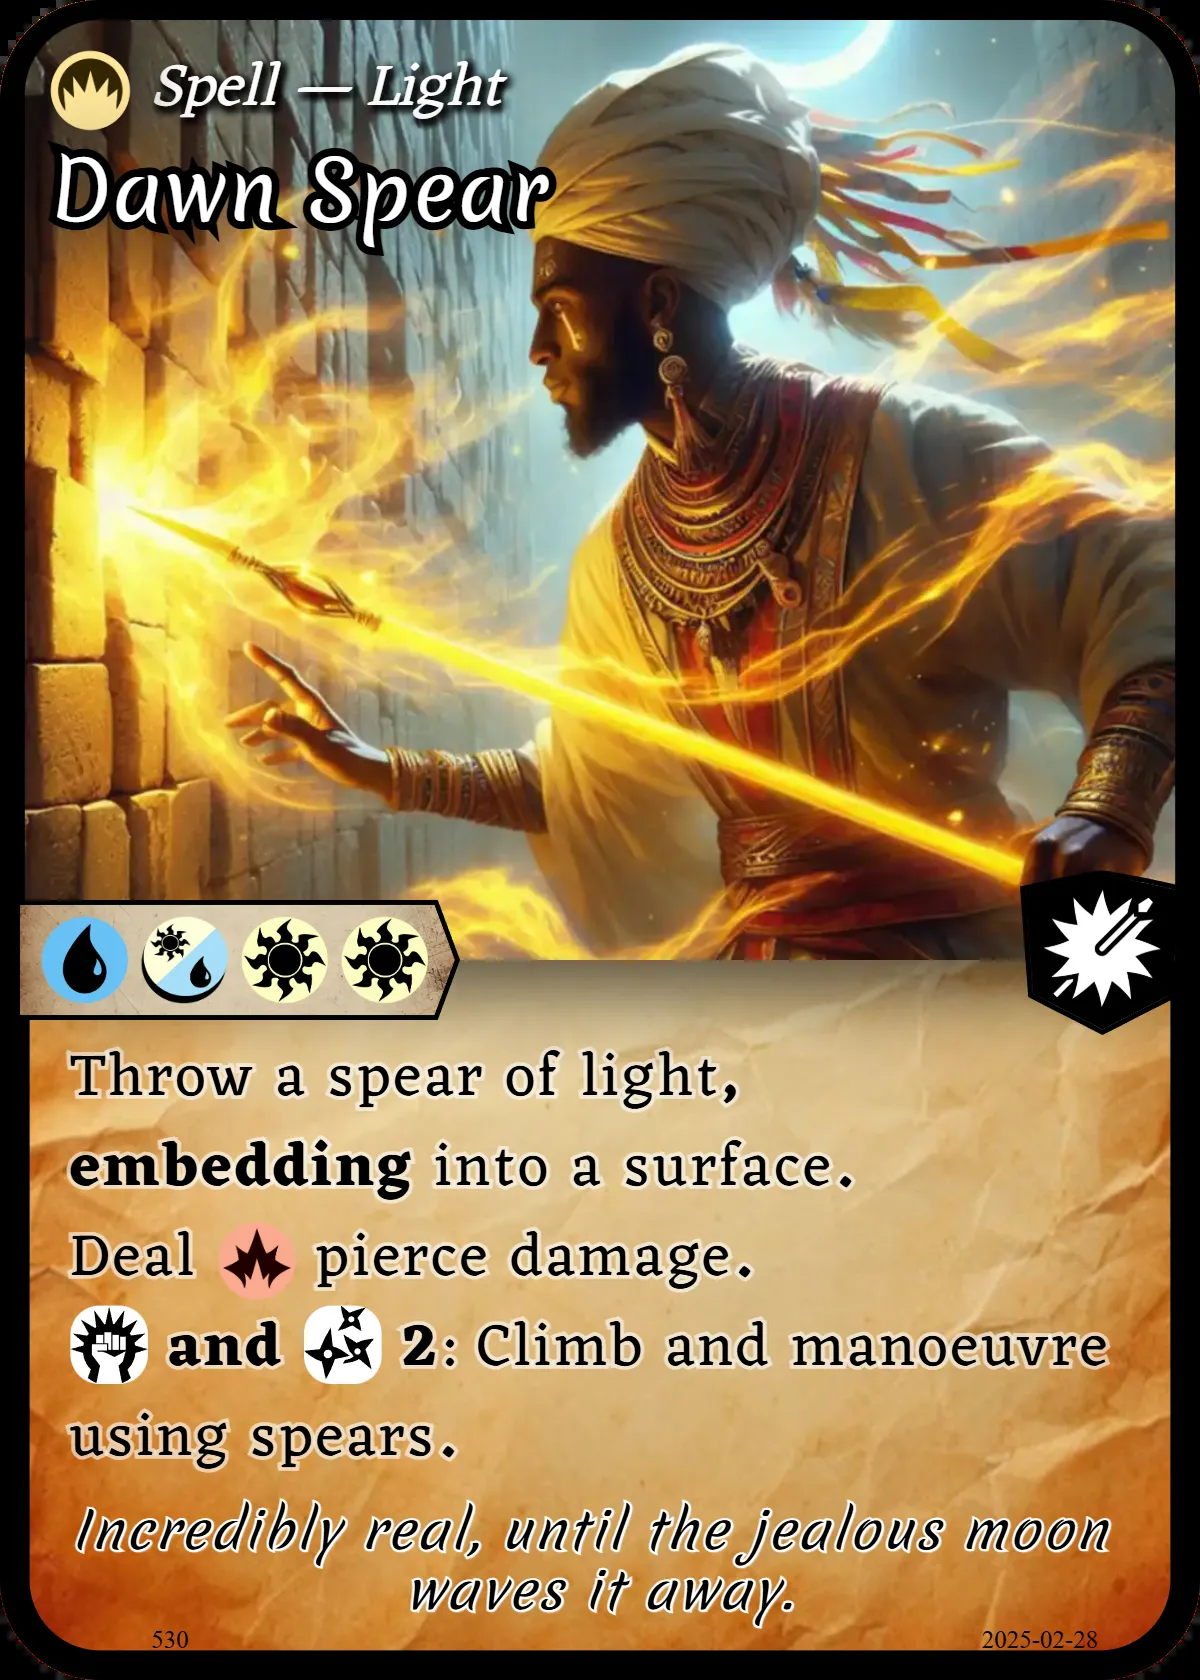 Spell — Light
Dawn Spear
Throw a spear of light,
embedding into a surface.
Deal pierce damage.
and 2: Climb and manoeuvre
using spears.
Incredibly real, until the jealous moon
waves it away.
530 2025-02-28